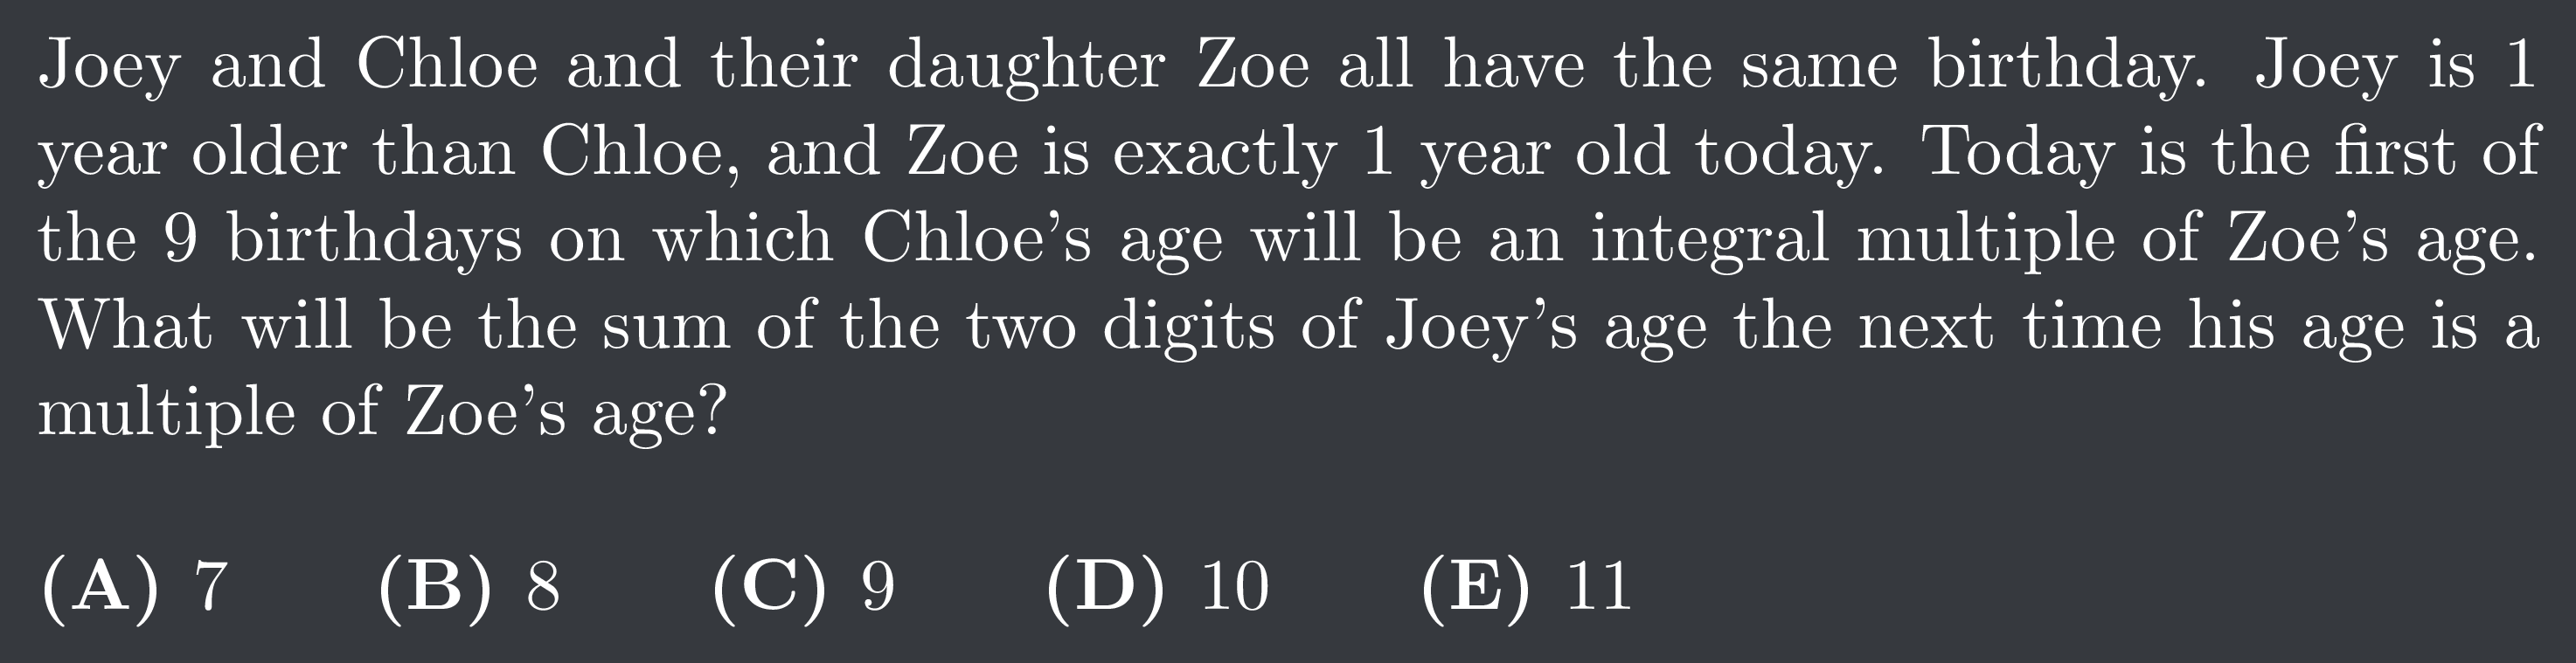 Joey and Chloe and their daughter Zoe all have the same birthday. Joey is 1
year older than Chloe, and Zoe is exactly 1 year old today. Today is the first of
the 9 birthdays on which Chloe's age will be an integral multiple of Zoe's age.
What will be the sum of the two digits of Joey's age the next time his age is a
multiple of Zoe's age?
(A) 7 (B) 8 (C) 9 (D) 10 (E) 11